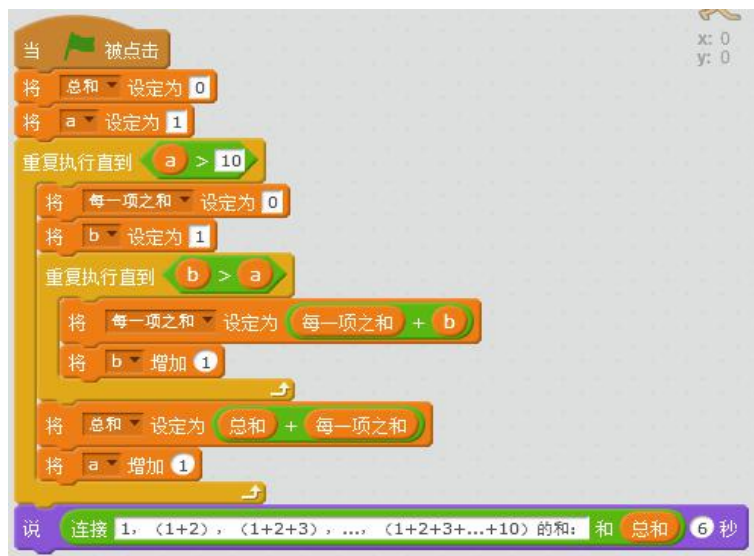 x: 0
y: 0
当 被点击
将 总和 设定为 0
将 a 设定为 1
重复执行直到 a > 10
将 每一项之和 设定为 0
将 b 设定为 1
重复执行直到 b > a
将 每一项之和 设定为 每一项之和 + b
将 b 增加 1
将 总和 设定为 总和 + 每一项之和
将 a 增加 1
说 连接 1，（1+2），（1+2+3），...，（1+2+3+...+10）的和： 和 总和 6 秒